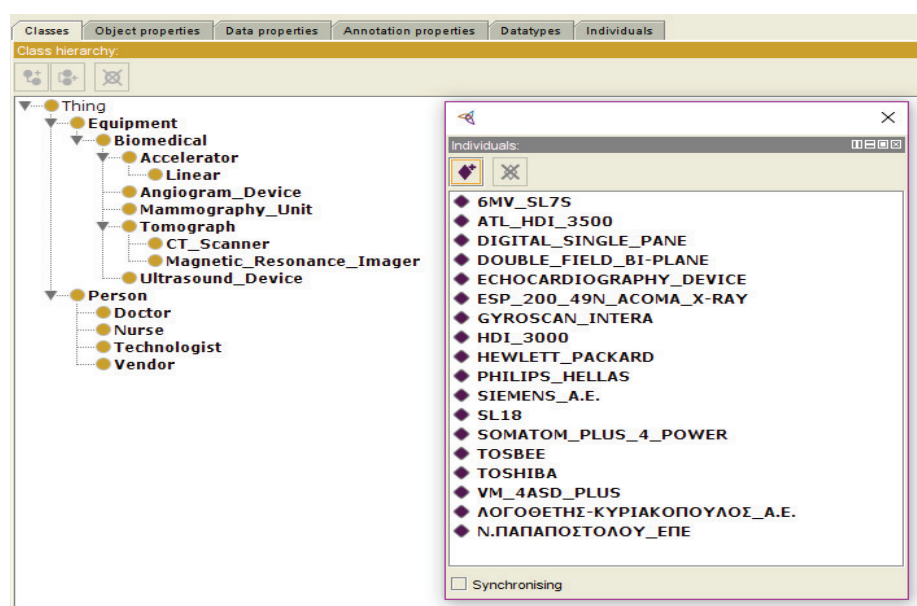 Classes Object properties Data properties Annotation properties Datatypes Individuals
Class hierarchy:
Thing
Equipment
Biomedical
Accelerator
Linear
Angiogram_Device
Mammography_Unit
Tomograph
CT_Scanner
Magnetic_Resonance_Imager
Ultrasound_Device
Person
Doctor
Nurse
Technologist
Vendor
Individuals:
6MV_SL75
ATL_HDI_3500
DIGITAL_SINGLE_PANE
DOUBLE_FIELD_BI-PLANE
ECHOCARDIOGRAPHY_DEVICE
ESP_200_49N_ACOMA_X-RAY
GYROSCAN_INTERA
HDI_3000
HEWLETT_PACKARD
PHILIPS_HELLAS
SIEMENS_A.E.
SL18
SOMATOM_PLUS_4_POWER
TOSBEE
TOSHIBA
VM_4ASD_PLUS
ΛΟΓΟΘΕΤΗΣ-ΚΥΡΙΑΚΟΠΟΥΛΟΣ_Α.Ε.
Ν.ΠΑΠΑΠΟΣΤΟΛΟΥ_ΕΠΕ
Synchronising